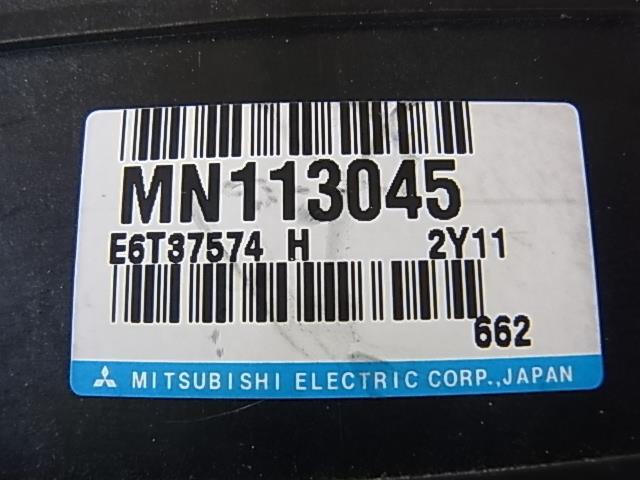 MN113045
E6T37574 H 2Y11
662
MITSUBISHI ELECTRIC CORP.,JAPAN